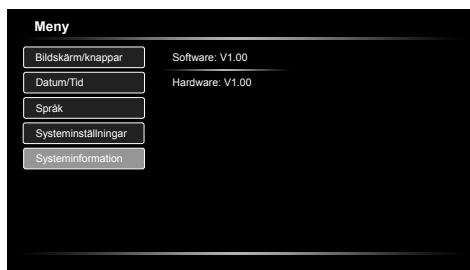 Meny
Bildskärm/knappar
Software: V1.00
Datum/Tid
Hardware: V1.00
Språk
Systeminställningar
Systeminformation